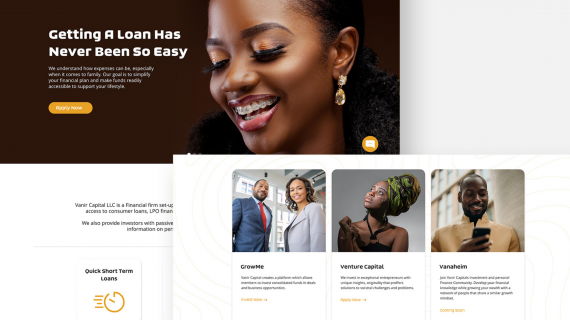 Getting A Loan Has
Never Been So Easy
We understand how expenses can be, especially
when it comes to family. Our goal is to simplify
your financial plan and make funds readily
accessible to support your lifestyle.
Apply Now
Vanir Capital LLC is a Financial firm set-up
access to consumer loans, LPO finan
We also provide investors with passive
information on per
Quick Short Term
Loans
GrowMe
Vanir Capital creates a platform which allows
members to invest consolidated funds in deals
and business opportunities.
Invest Now →
Venture Capital
We invest in exceptional entrepreneurs with
unique insights, originality that proffers
solutions to societal challenges and problems.
Apply Now →
Vanaheim
Join Vanir Capitals Investment and personal
Finance Community. Develop your financial
knowledge while growing your wealth with a
network of people that share a similar growth
mindset.
Coming Soon